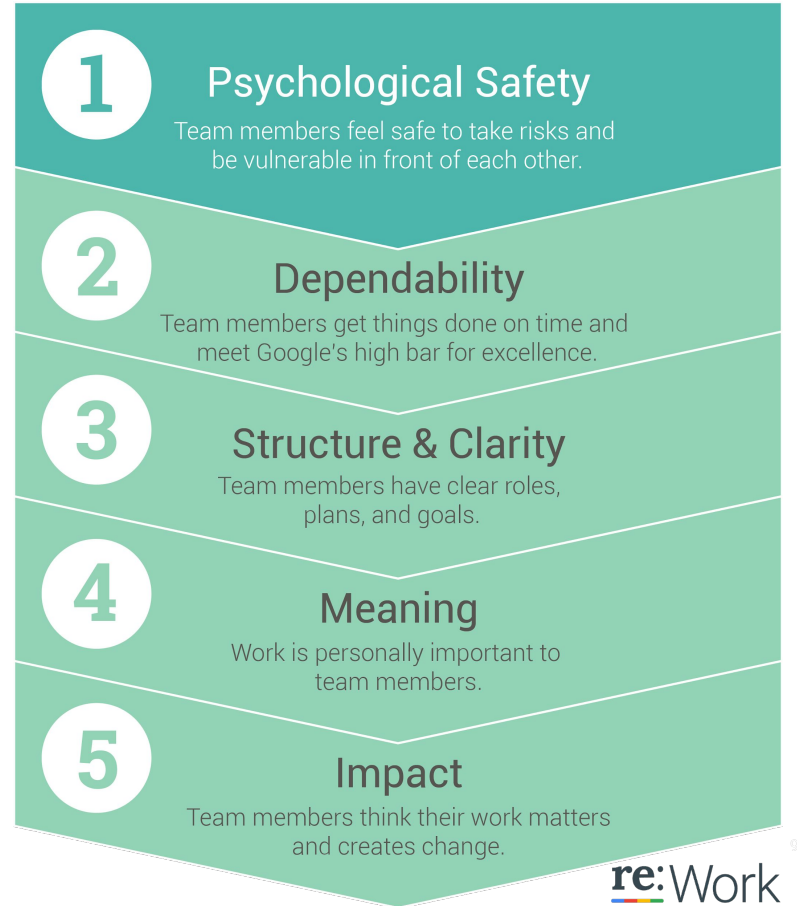 1
Psychological Safety
Team members feel safe to take risks and
be vulnerable in front of each other.
2
Dependability
Team members get things done on time and
meet Google's high bar for excellence.
3
Structure & Clarity
Team members have clear roles,
plans, and goals.
4
Meaning
Work is personally important to
team members.
5
Impact
Team members think their work matters
and creates change.
re:Work